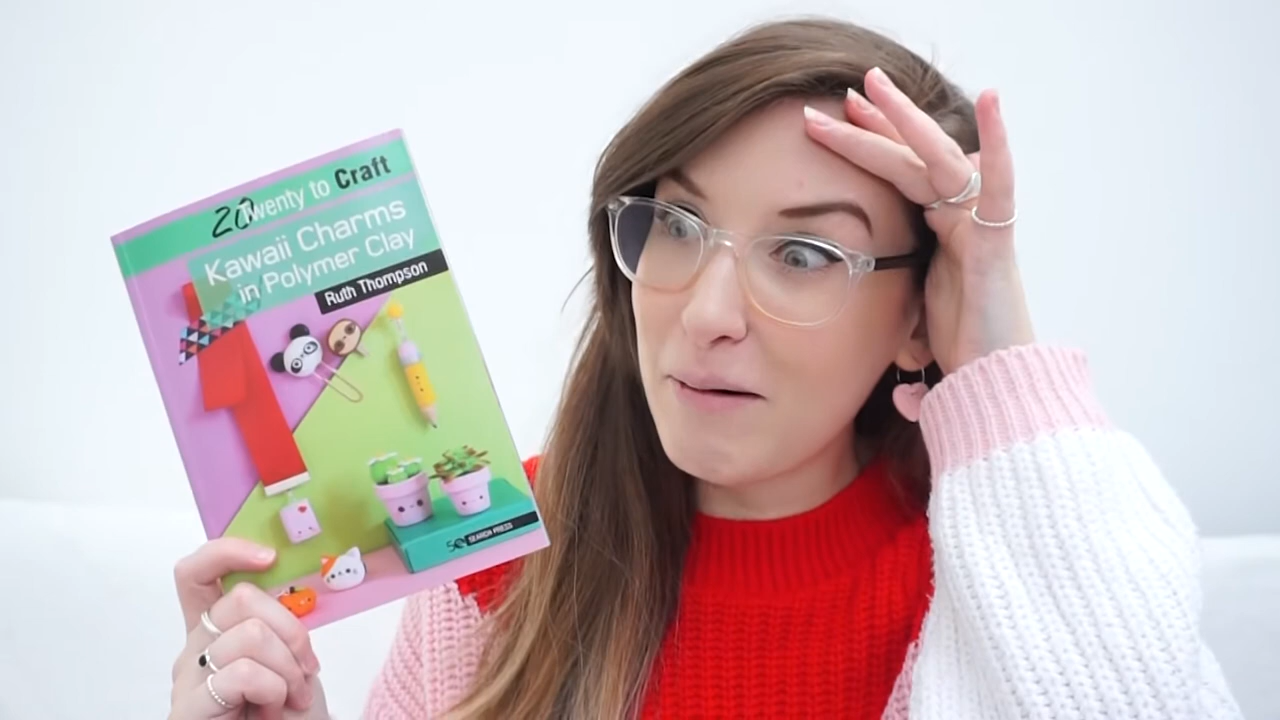 20 Twenty to Craft
Kawaii Charms
in Polymer Clay
Ruth Thompson
SEARCH PRESS